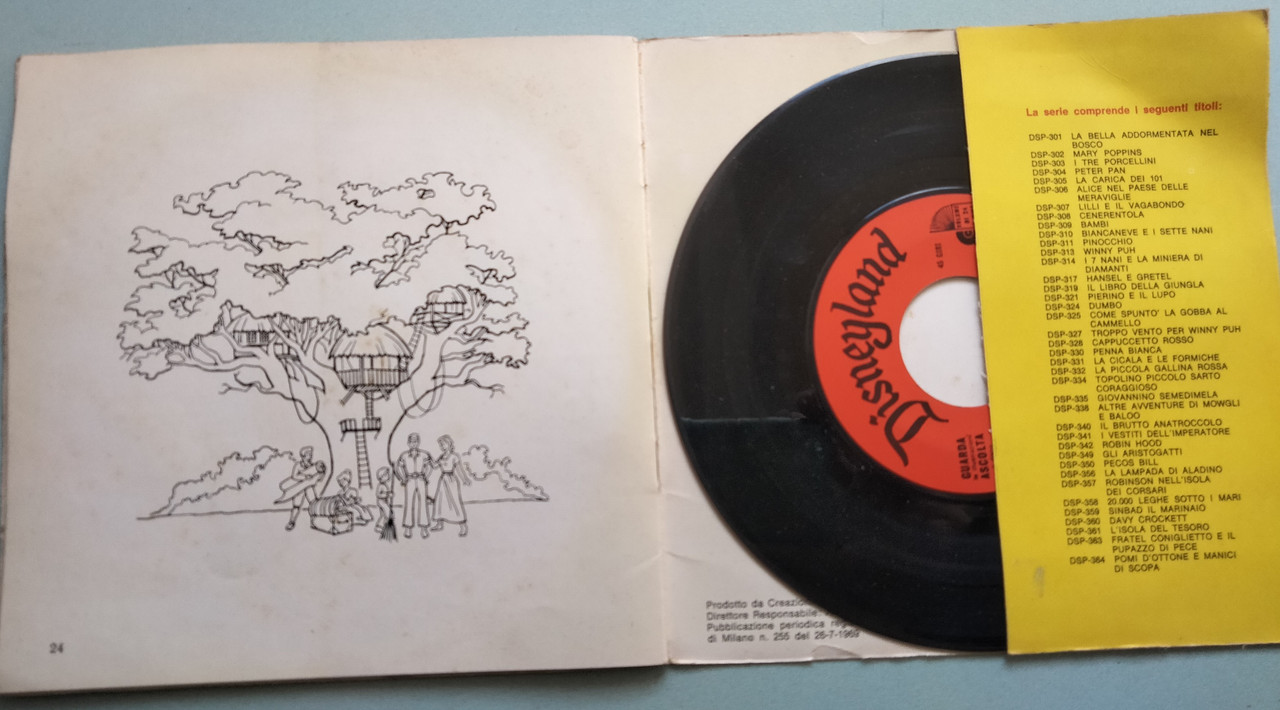 24
Prodotto da Creazio
Direttore Responsabile:
Pubblicazione periodica reg
di Milano n. 255 del 26-7-1969
Disneyland
45 GIRI
GUARDA
ASCOLTA
La serie comprende i seguenti titoli:
DSP-301 LA BELLA ADDORMENTATA NEL
BOSCO
DSP-302 MARY POPPINS
DSP-303 I TRE PORCELLINI
DSP-304 PETER PAN
DSP-305 LA CARICA DEI 101
DSP-306 ALICE NEL PAESE DELLE
MERAVIGLIE
DSP-307 LILLI E IL VAGABONDO
DSP-308 CENERENTOLA
DSP-309 BAMBI
DSP-310 BIANCANEVE E I SETTE NANI
DSP-311 PINOCCHIO
DSP-313 WINNY PUH
DSP-314 I 7 NANI E LA MINIERA DI
DIAMANTI
DSP-317 HANSEL E GRETEL
DSP-319 IL LIBRO DELLA GIUNGLA
DSP-321 PIERINO E IL LUPO
DSP-324 DUMBO
DSP-325 COME SPUNTO' LA GOBBA AL
CAMMELLO
DSP-327 TROPPO VENTO PER WINNY PUH
DSP-328 CAPPUCCETTO ROSSO
DSP-330 PENNA BIANCA
DSP-331 LA CICALA E LE FORMICHE
DSP-332 LA PICCOLA GALLINA ROSSA
DSP-334 TOPOLINO PICCOLO SARTO
CORAGGIOSO
DSP-335 GIOVANNINO SEMEDIMELA
DSP-338 ALTRE AVVENTURE DI MOWGLI
E BALOO
DSP-340 IL BRUTTO ANATROCCOLO
DSP-341 I VESTITI DELL'IMPERATORE
DSP-342 ROBIN HOOD
DSP-349 GLI ARISTOGATTI
DSP-350 PECOS BILL
DSP-356 LA LAMPADA DI ALADINO
DSP-357 ROBINSON NELL'ISOLA
DEI CORSARI
DSP-358 20.000 LEGHE SOTTO I MARI
DSP-359 SINBAD IL MARINAIO
DSP-360 DAVY CROCKETT
DSP-361 L'ISOLA DEL TESORO
DSP-363 FRATEL CONIGLIETTO E IL
PUPAZZO DI PECE
DSP-364 POMI D'OTTONE E MANICI
DI SCOPA